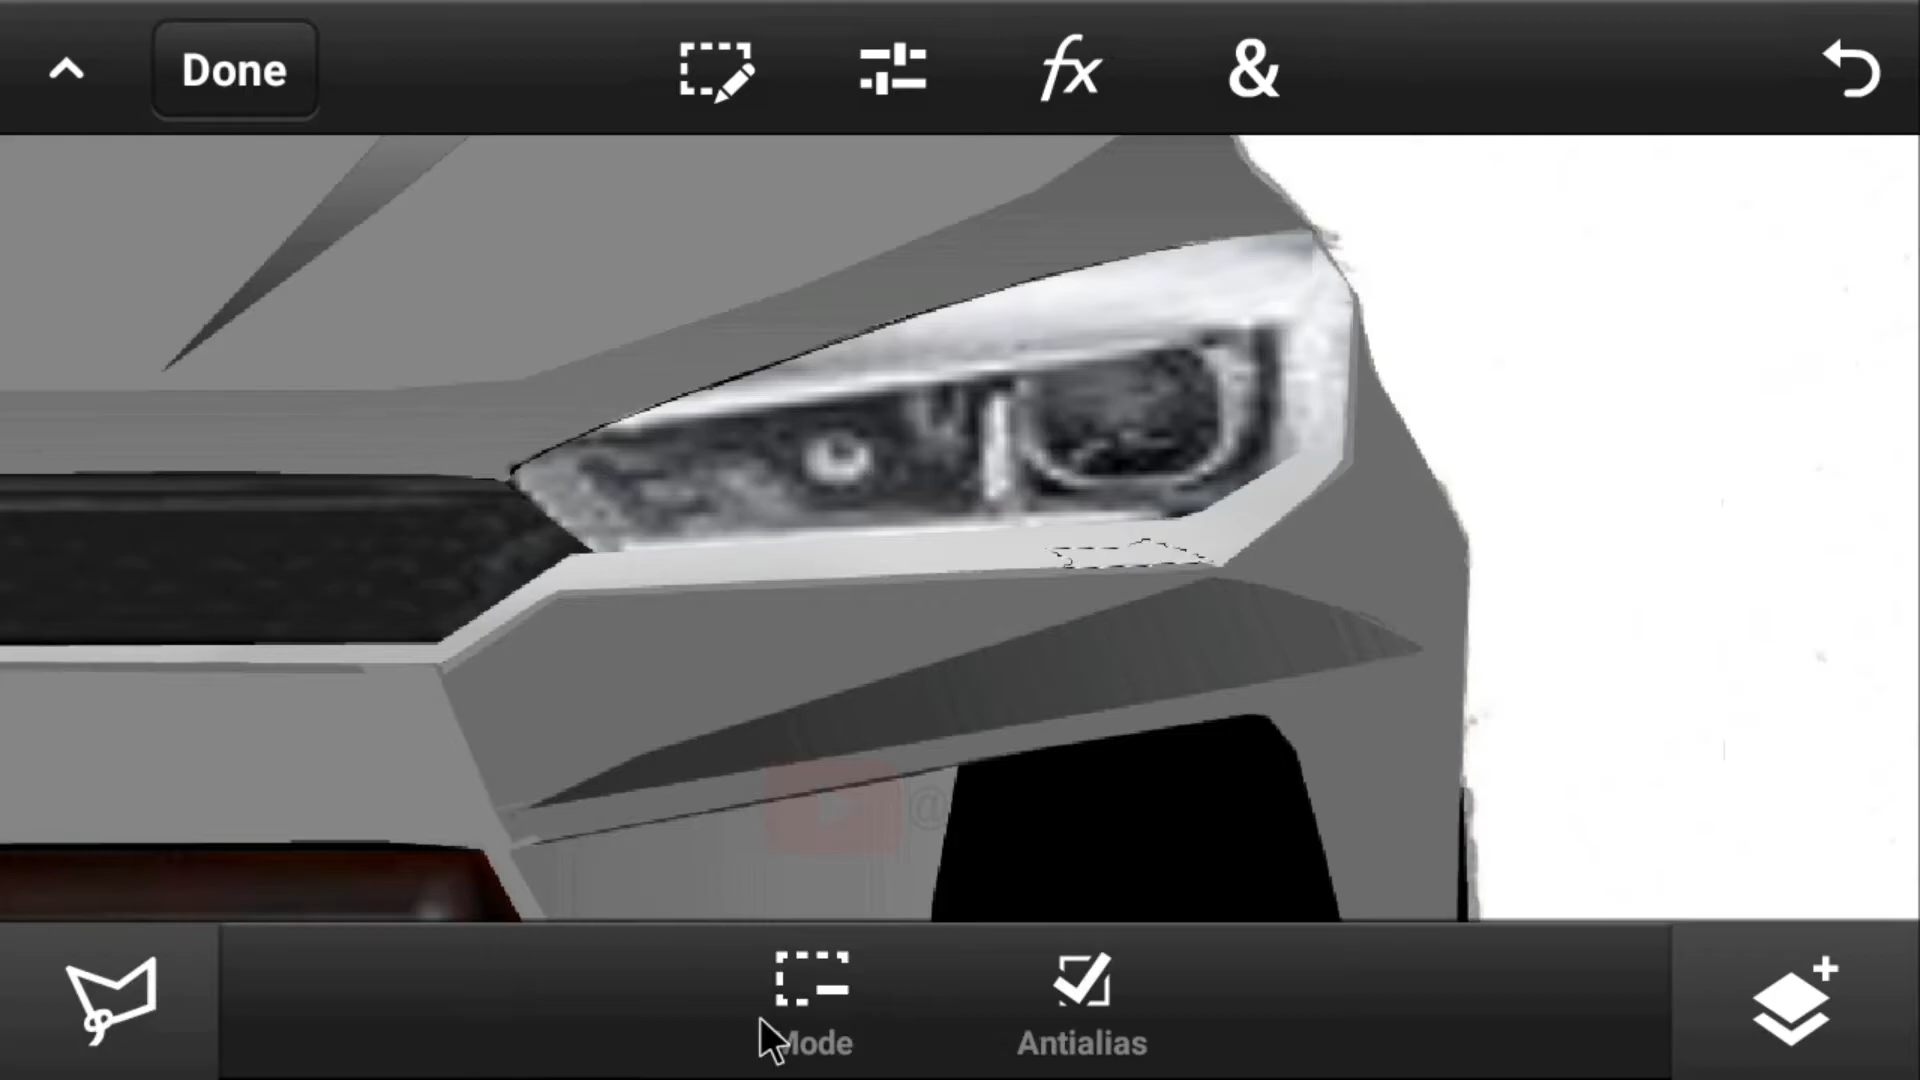 Done
fx
&
@
Mode
Antialias